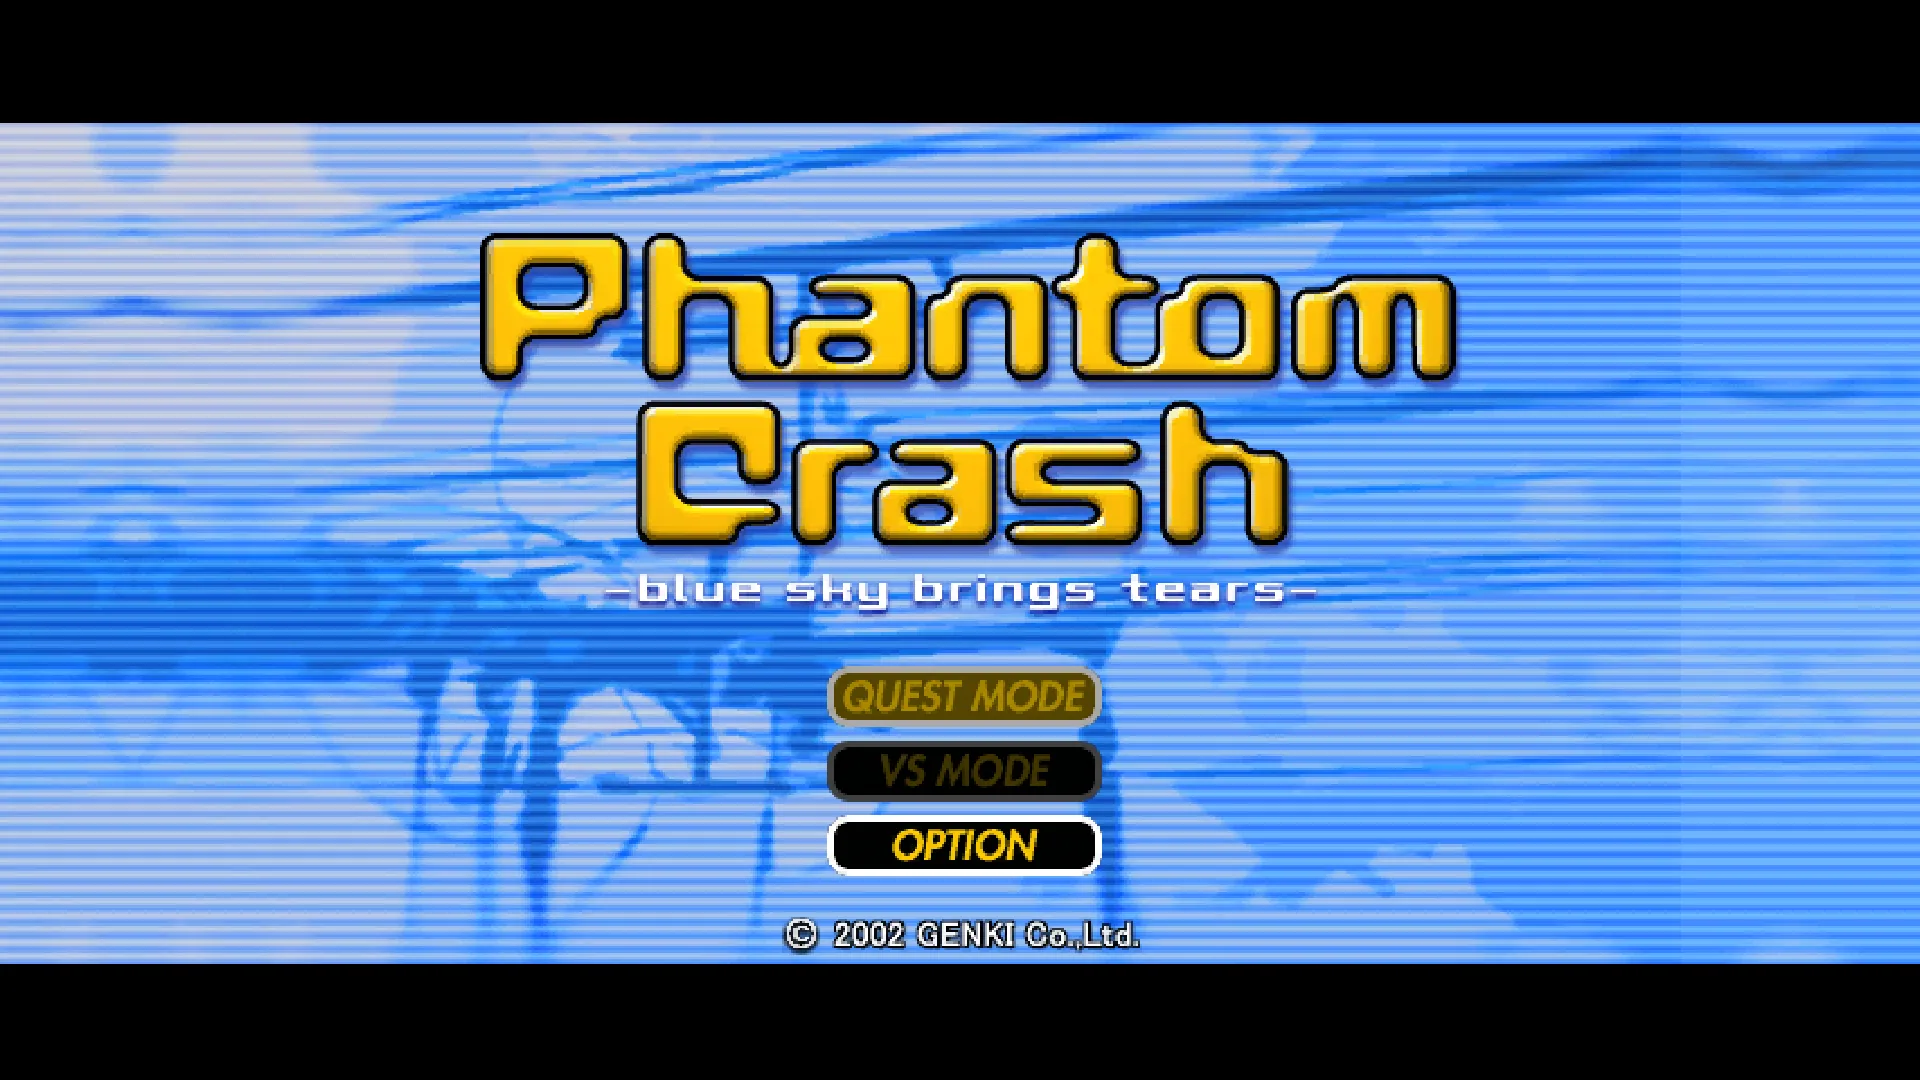 Phantom
Crash
-blue sky brings tears-
QUEST MODE
VS MODE
OPTION
© 2002 GENKI Co.,Ltd.